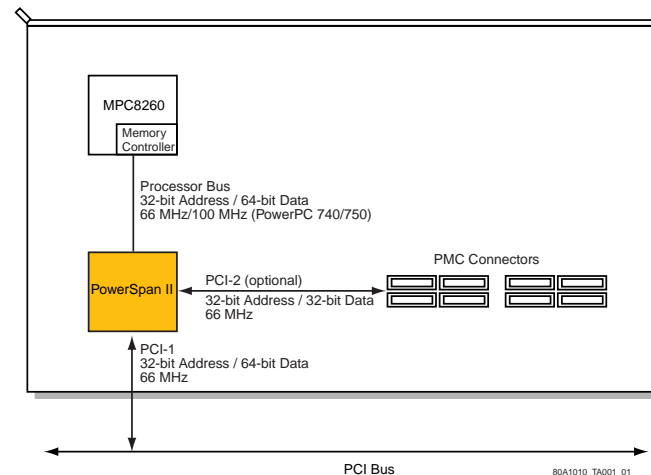 MPC8260
Memory
Controller
Processor Bus
32-bit Address / 64-bit Data
66 MHz/100 MHz (PowerPC 740/750)
PowerSpan II
PCI-2 (optional)
32-bit Address / 32-bit Data
66 MHz
PMC Connectors
PCI-1
32-bit Address / 64-bit Data
66 MHz
PCI Bus
80A1010_TA001_01